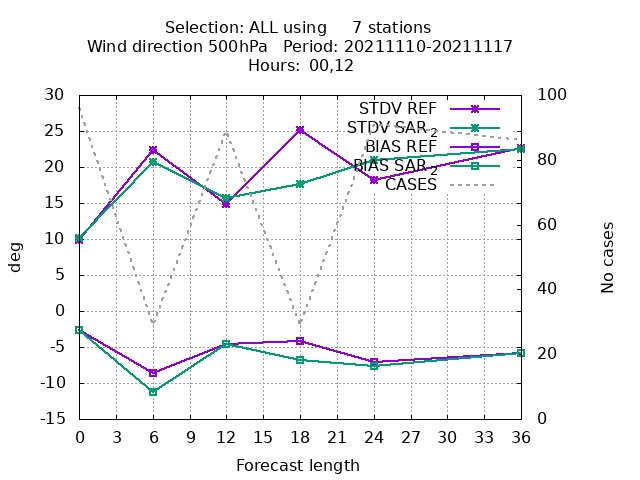 Selection: ALL using 7 stations
Wind direction 500hPa Period: 20211110-20211117
Hours: 00,12
30
25
20
15
10
5
0
-5
-10
-15
deg
100
80
60
40
20
0
No cases
STDV REF
STDV SAR₂
BIAS REF
BIAS SAR₂
CASES
0 3 6 9 12 15 18 21 24 27 30 33 36
Forecast length